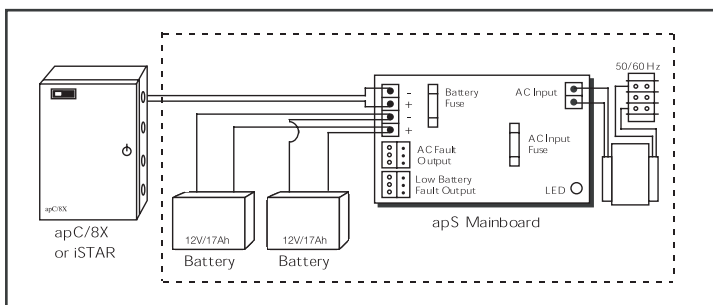 50/60 Hz
-
+
-
+
Battery
Fuse
AC Input
AC Input
Fuse
AC Fault
Output
Low Battery
Fault Output
LED
apS Mainboard
apC/8X
apC/8X
or iSTAR
12V/17Ah
12V/17Ah
Battery
Battery